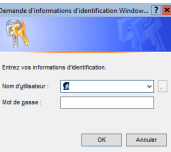 Demande d'informations d'identification Window...
Entrez vos informations d'identification.
Nom d'utilisateur :
Mot de passe :
OK Annuler